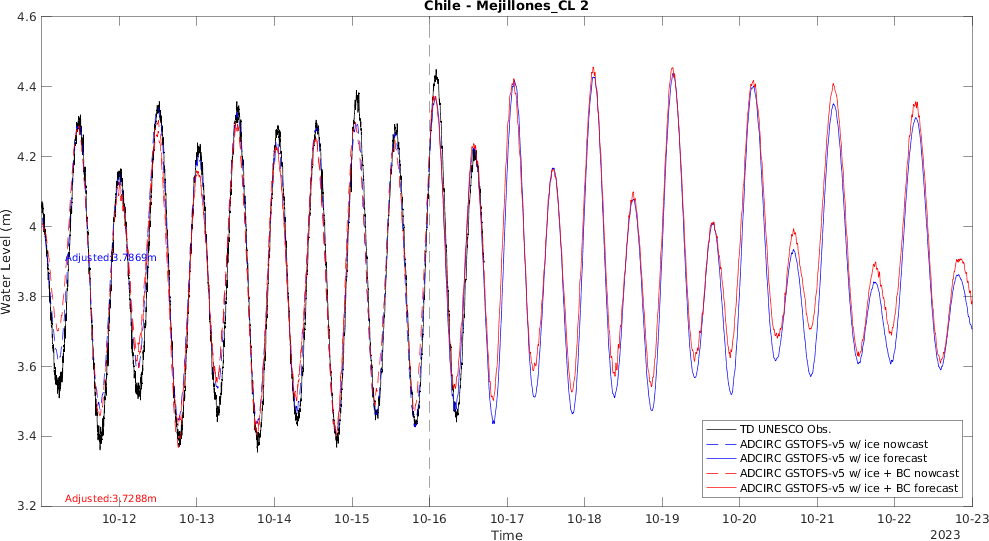 Chile - Mejillones_CL 2
4.6
4.4
4.2
4
3.8
3.6
3.4
3.2
Water Level (m)
Adjusted:3.7869m
Adjusted:3.7288m
TD UNESCO Obs.
ADCIRC GSTOFS-v5 w/ ice nowcast
ADCIRC GSTOFS-v5 w/ ice forecast
ADCIRC GSTOFS-v5 w/ ice + BC nowcast
ADCIRC GSTOFS-v5 w/ ice + BC forecast
10-12 10-13 10-14 10-15 10-16 10-17 10-18 10-19 10-20 10-21 10-22 10-23
Time
2023